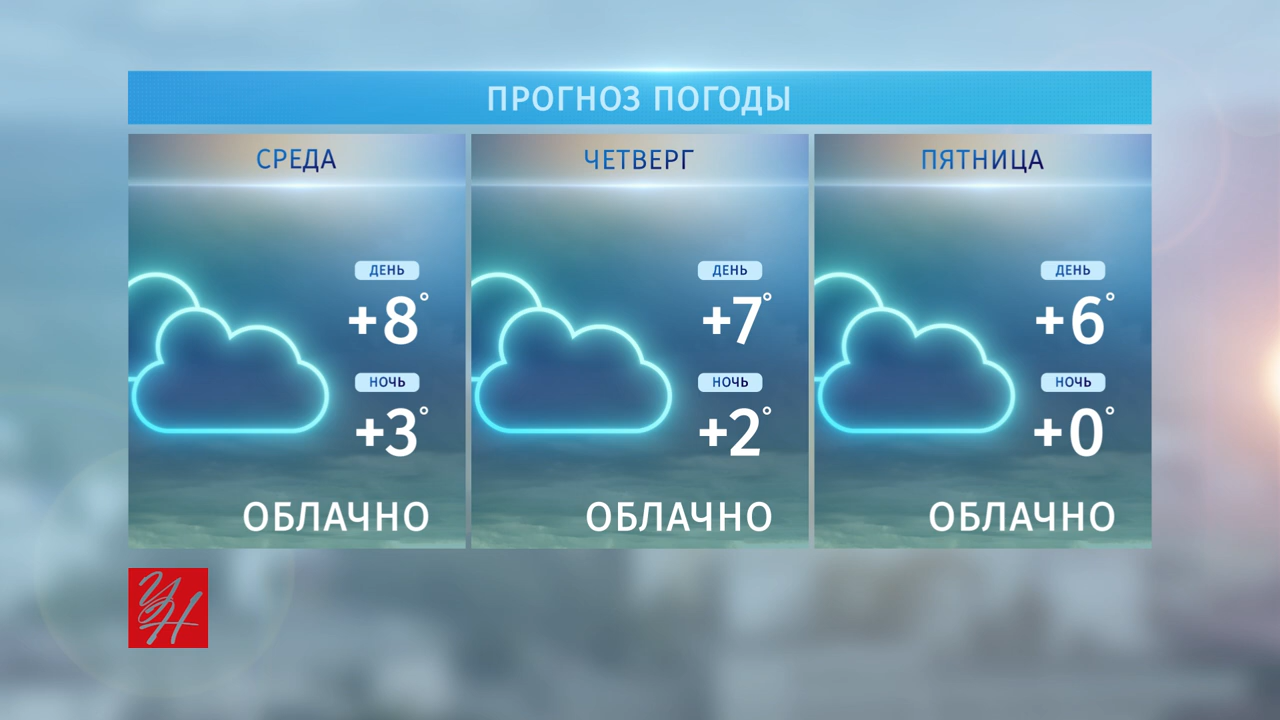 ПРОГНОЗ ПОГОДЫ
СРЕДА
ДЕНЬ
+8°
НОЧЬ
+3°
ОБЛАЧНО
ЧЕТВЕРГ
ДЕНЬ
+7°
НОЧЬ
+2°
ОБЛАЧНО
ПЯТНИЦА
ДЕНЬ
+6°
НОЧЬ
+0°
ОБЛАЧНО
УН